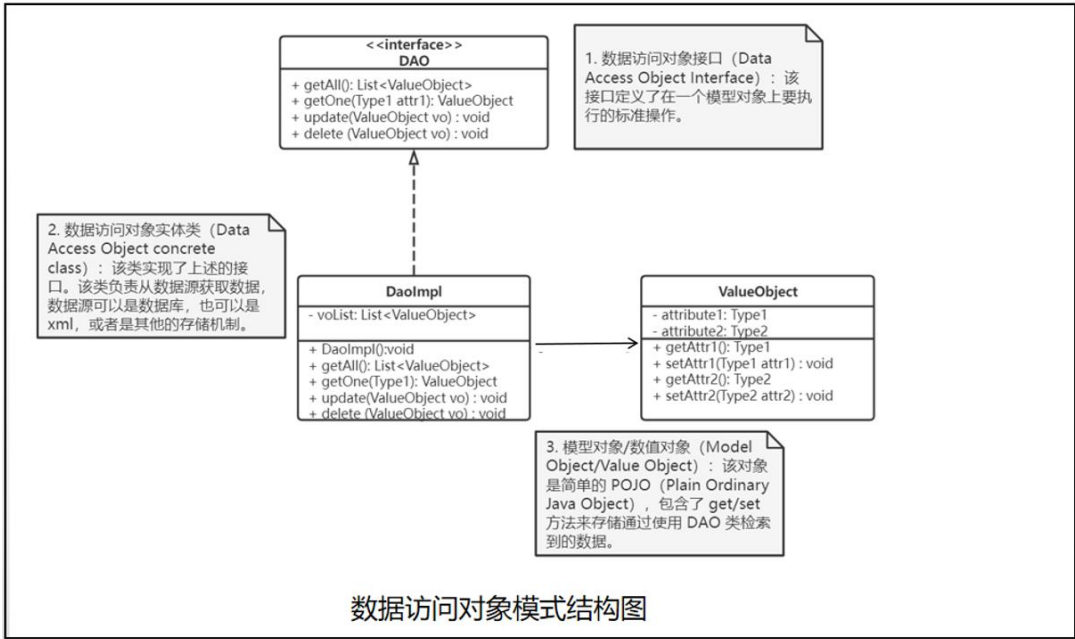 <<interface>>
DAO
+ getAll(): List<ValueObject>
+ getOne(Type1 attr1): ValueObject
+ update(ValueObject vo) : void
+ delete (ValueObject vo) : void
1. 数据访问对象接口（Data
Access Object Interface）：该
接口定义了在一个模型对象上要执
行的标准操作。
2. 数据访问对象实体类（Data
Access Object concrete
class）：该类实现了上述的接
口。该类负责从数据源获取数据，
数据源可以是数据库，也可以是
xml，或者是其他的存储机制。
DaoImpl
- voList: List<ValueObject>
+ DaoImpl():void
+ getAll(): List<ValueObject>
+ getOne(Type1): ValueObject
+ update(ValueObject vo) : void
+ delete (ValueObject vo) : void
ValueObject
- attribute1: Type1
- attribute2: Type2
+ getAttr1(): Type1
+ setAttr1(Type1 attr1) : void
+ getAttr2(): Type2
+ setAttr2(Type2 attr2) : void
3. 模型对象/数值对象（Model
Object/Value Object）：该对象
是简单的 POJO（Plain Ordinary
Java Object），包含了 get/set
方法来存储通过使用 DAO 类检索
到的数据。
数据访问对象模式结构图